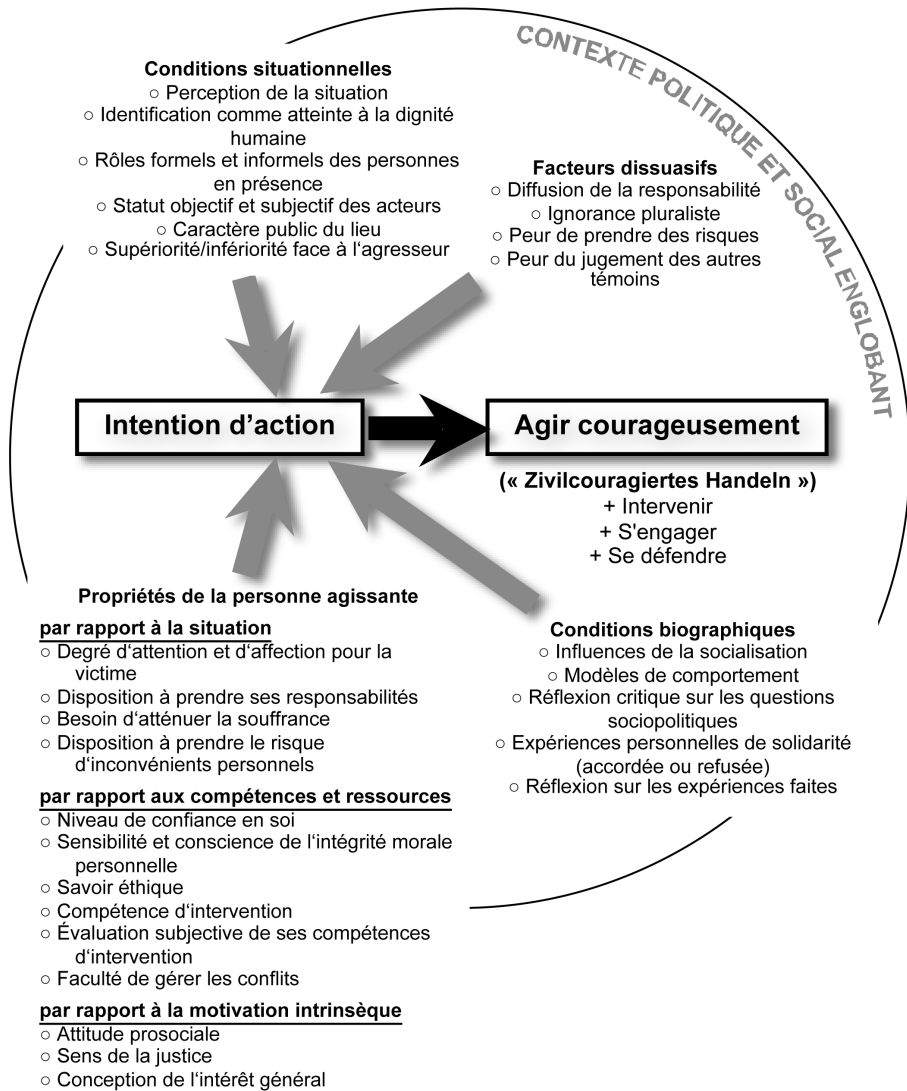 CONTEXTE POLITIQUE ET SOCIAL ENGLOBANT
Conditions situationnelles
○ Perception de la situation
○ Identification comme atteinte à la dignité
humaine
○ Rôles formels et informels des personnes
en présence
○ Statut objectif et subjectif des acteurs
○ Caractère public du lieu
○ Supériorité/infériorité face à l‘agresseur
Facteurs dissuasifs
○ Diffusion de la responsabilité
○ Ignorance pluraliste
○ Peur de prendre des risques
○ Peur du jugement des autres
témoins
Intention d’action
Agir courageusement
(« Zivilcouragiertes Handeln »)
+ Intervenir
+ S'engager
+ Se défendre
Propriétés de la personne agissante
par rapport à la situation
○ Degré d‘attention et d‘affection pour la
victime
○ Disposition à prendre ses responsabilités
○ Besoin d‘atténuer la souffrance
○ Disposition à prendre le risque
d‘inconvénients personnels
par rapport aux compétences et ressources
○ Niveau de confiance en soi
○ Sensibilité et conscience de l‘intégrité morale
personnelle
○ Savoir éthique
○ Compétence d‘intervention
○ Évaluation subjective de ses compétences
d‘intervention
○ Faculté de gérer les conflits
par rapport à la motivation intrinsèque
○ Attitude prosociale
○ Sens de la justice
○ Conception de l‘intérêt général
Conditions biographiques
○ Influences de la socialisation
○ Modèles de comportement
○ Réflexion critique sur les questions
sociopolitiques
○ Expériences personnelles de solidarité
(accordée ou refusée)
○ Réflexion sur les expériences faites